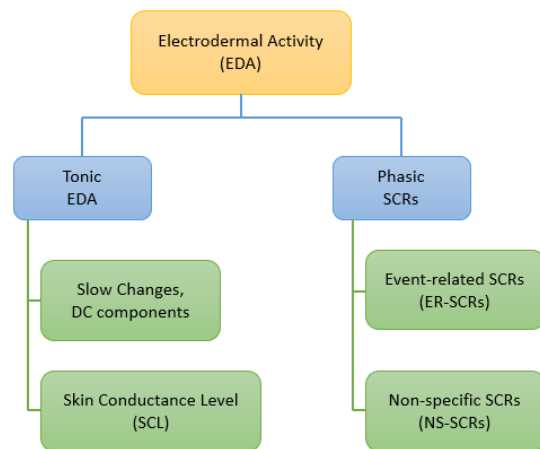 Electrodermal Activity
(EDA)
Tonic
EDA
Phasic
SCRs
Slow Changes,
DC components
Event-related SCRs
(ER-SCRs)
Skin Conductance Level
(SCL)
Non-specific SCRs
(NS-SCRs)